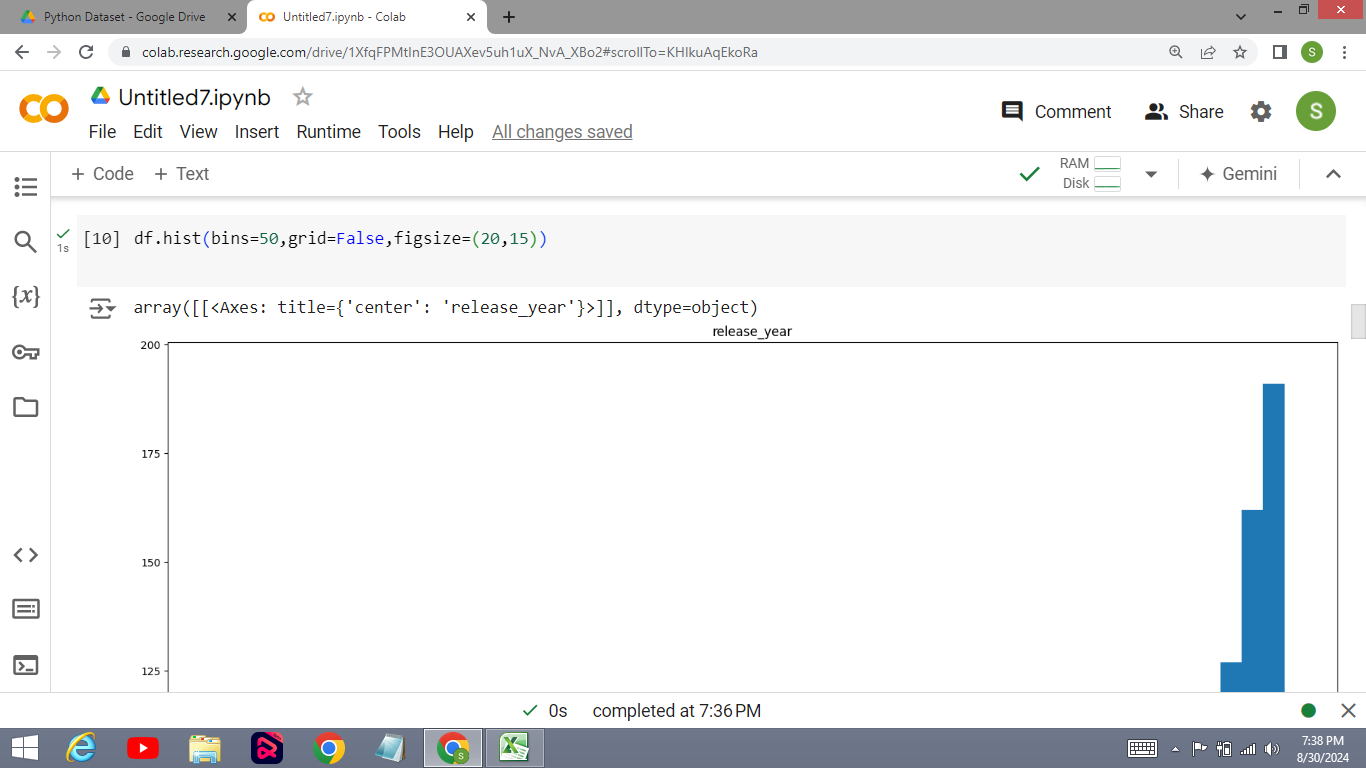 Python Dataset - Google Drive
Untitled7.ipynb - Colab
colab.research.google.com/drive/1XfqFPMtInE3OUAXev5uh1uX_NvA_XBo2#scrollTo=KHIkuAqEkoRa
S
Untitled7.ipynb
Comment
Share
S
File Edit View Insert Runtime Tools Help All changes saved
+ Code + Text
RAM
Disk
Gemini
[10] df.hist(bins=50,grid=False,figsize=(20,15))
1s
{x}
array([[<Axes: title={'center': 'release_year'}>]], dtype=object)
release_year
200
175
150
125
0s completed at 7:36 PM
7:38 PM
8/30/2024